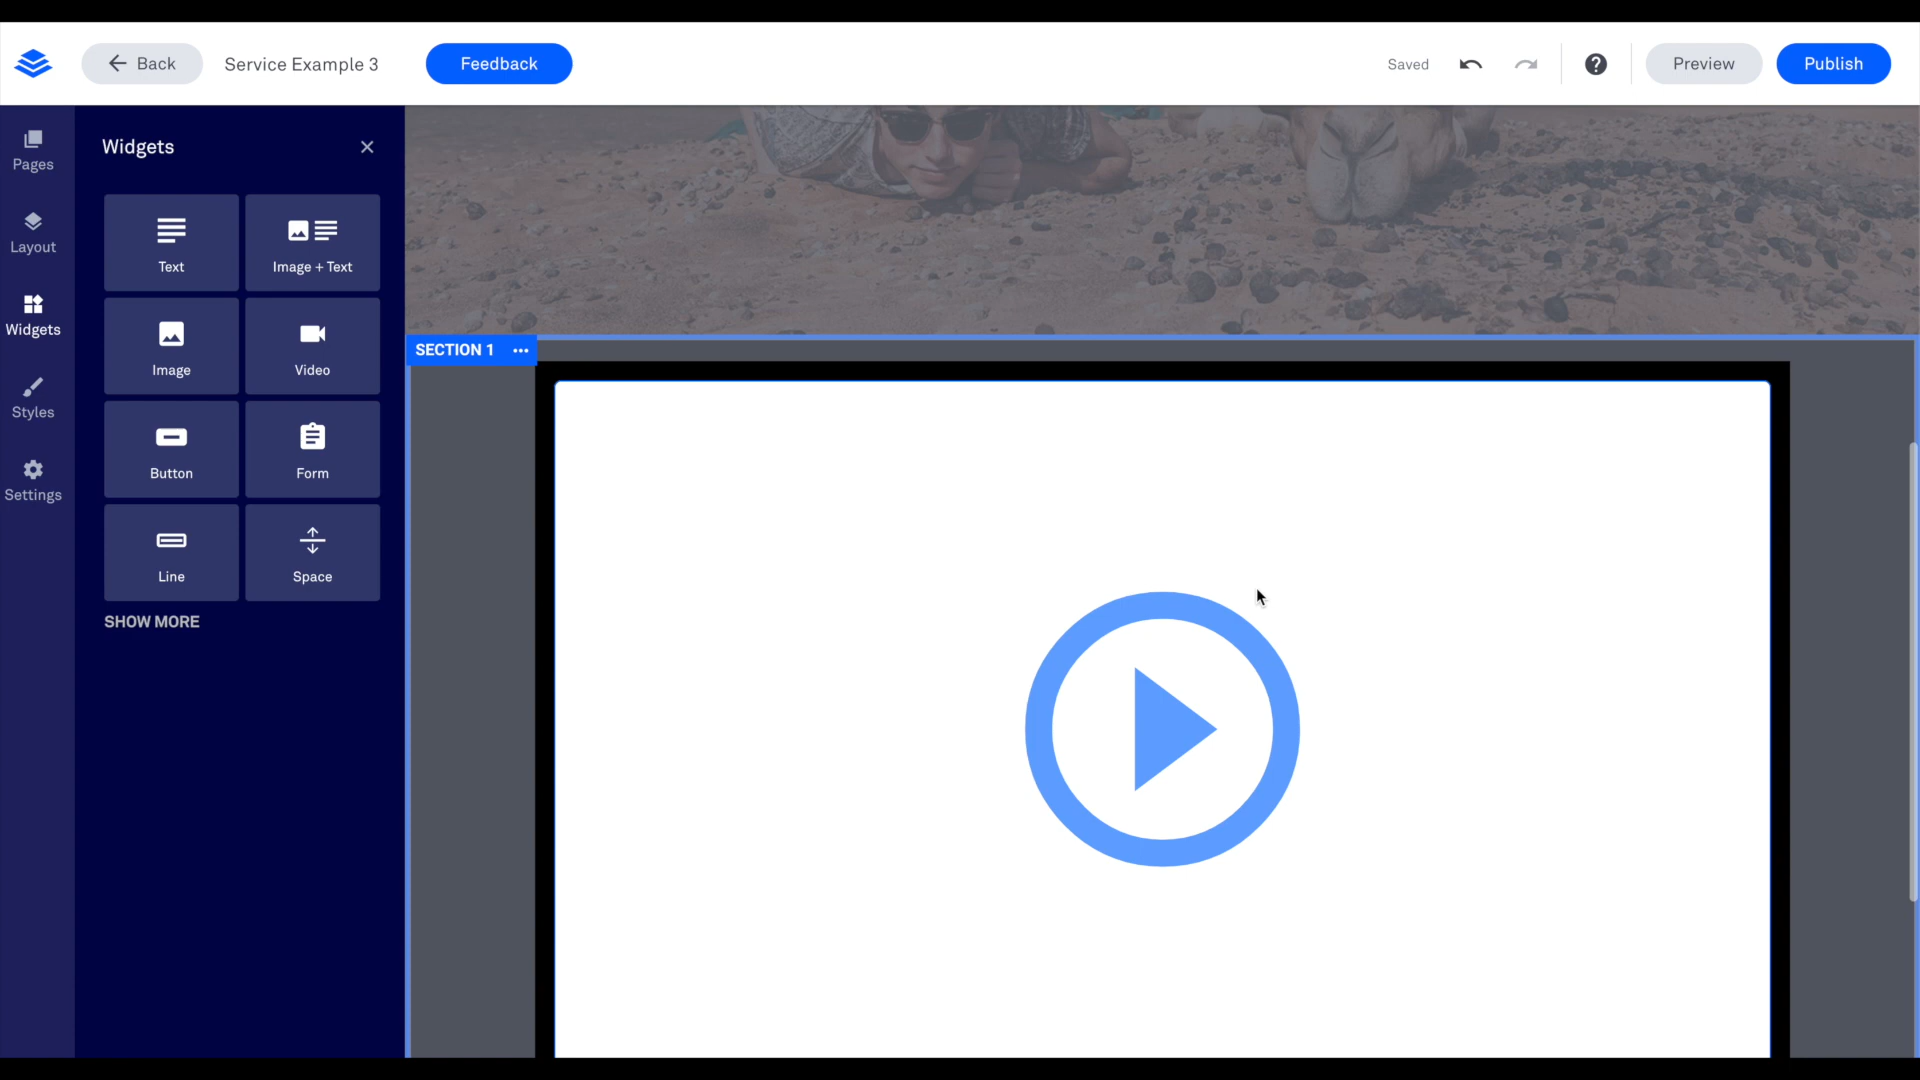 Back
Service Example 3
Feedback
Saved
Preview
Publish
Pages
Layout
Widgets
Styles
Settings
Widgets
Text
Image + Text
Image
Video
Button
Form
Line
Space
SHOW MORE
SECTION 1